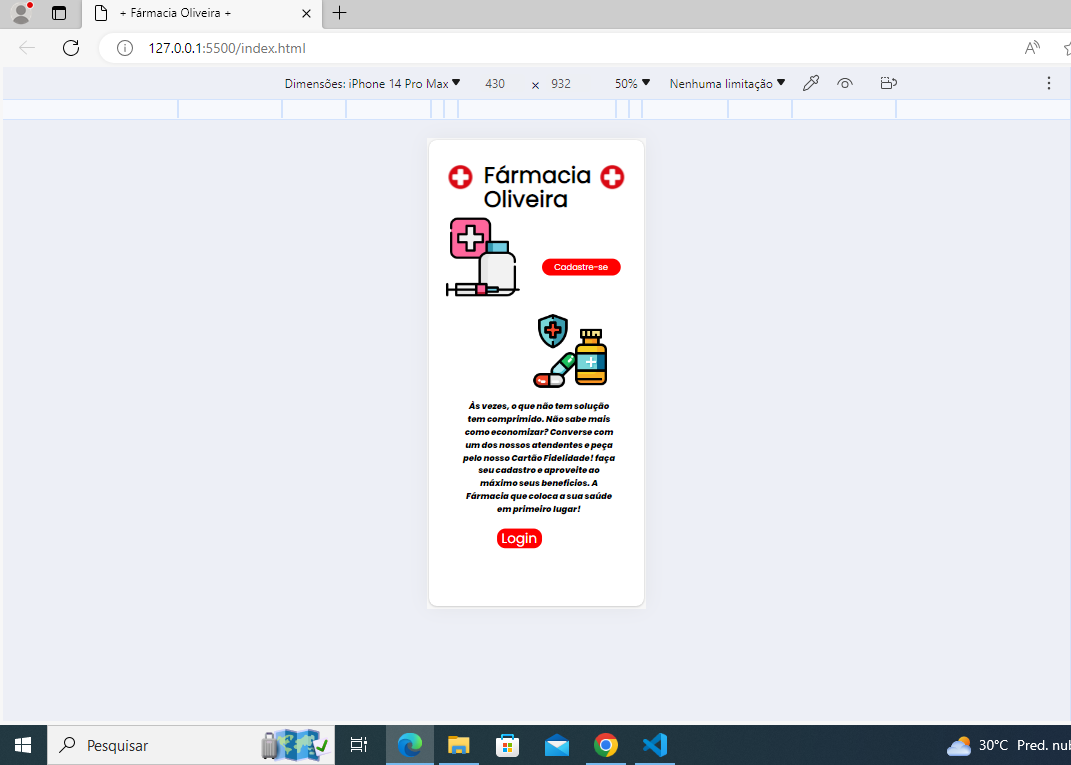 + Fármacia Oliveira +
127.0.0.1:5500/index.html
Dimensões: iPhone 14 Pro Max 430 x 932 50% Nenhuma limitação
Fármacia
Oliveira
Cadastre-se
Às vezes, o que não tem solução
tem comprimido. Não sabe mais
como economizar? Converse com
um dos nossos atendentes e peça
pelo nosso Cartão Fidelidade! faça
seu cadastro e aproveite ao
máximo seus beneficios. A
Fármacia que coloca a sua saúde
em primeiro lugar!
Login
Pesquisar
30°C Pred. nub